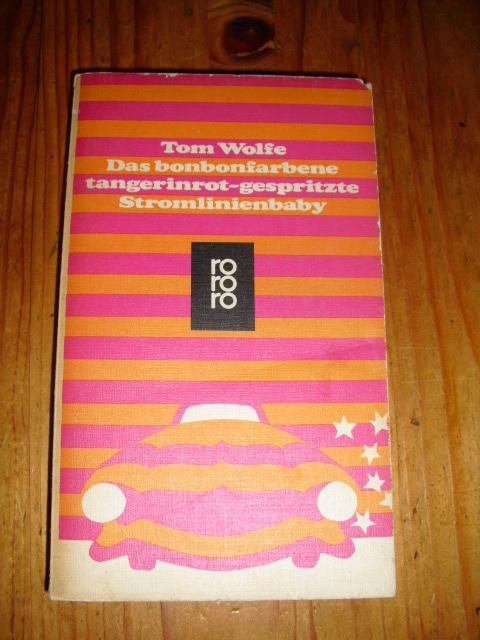 Tom Wolfe
Das bonbonfarbene
tangerinrot-gespritzte
Stromlinienbaby
ro
ro
ro